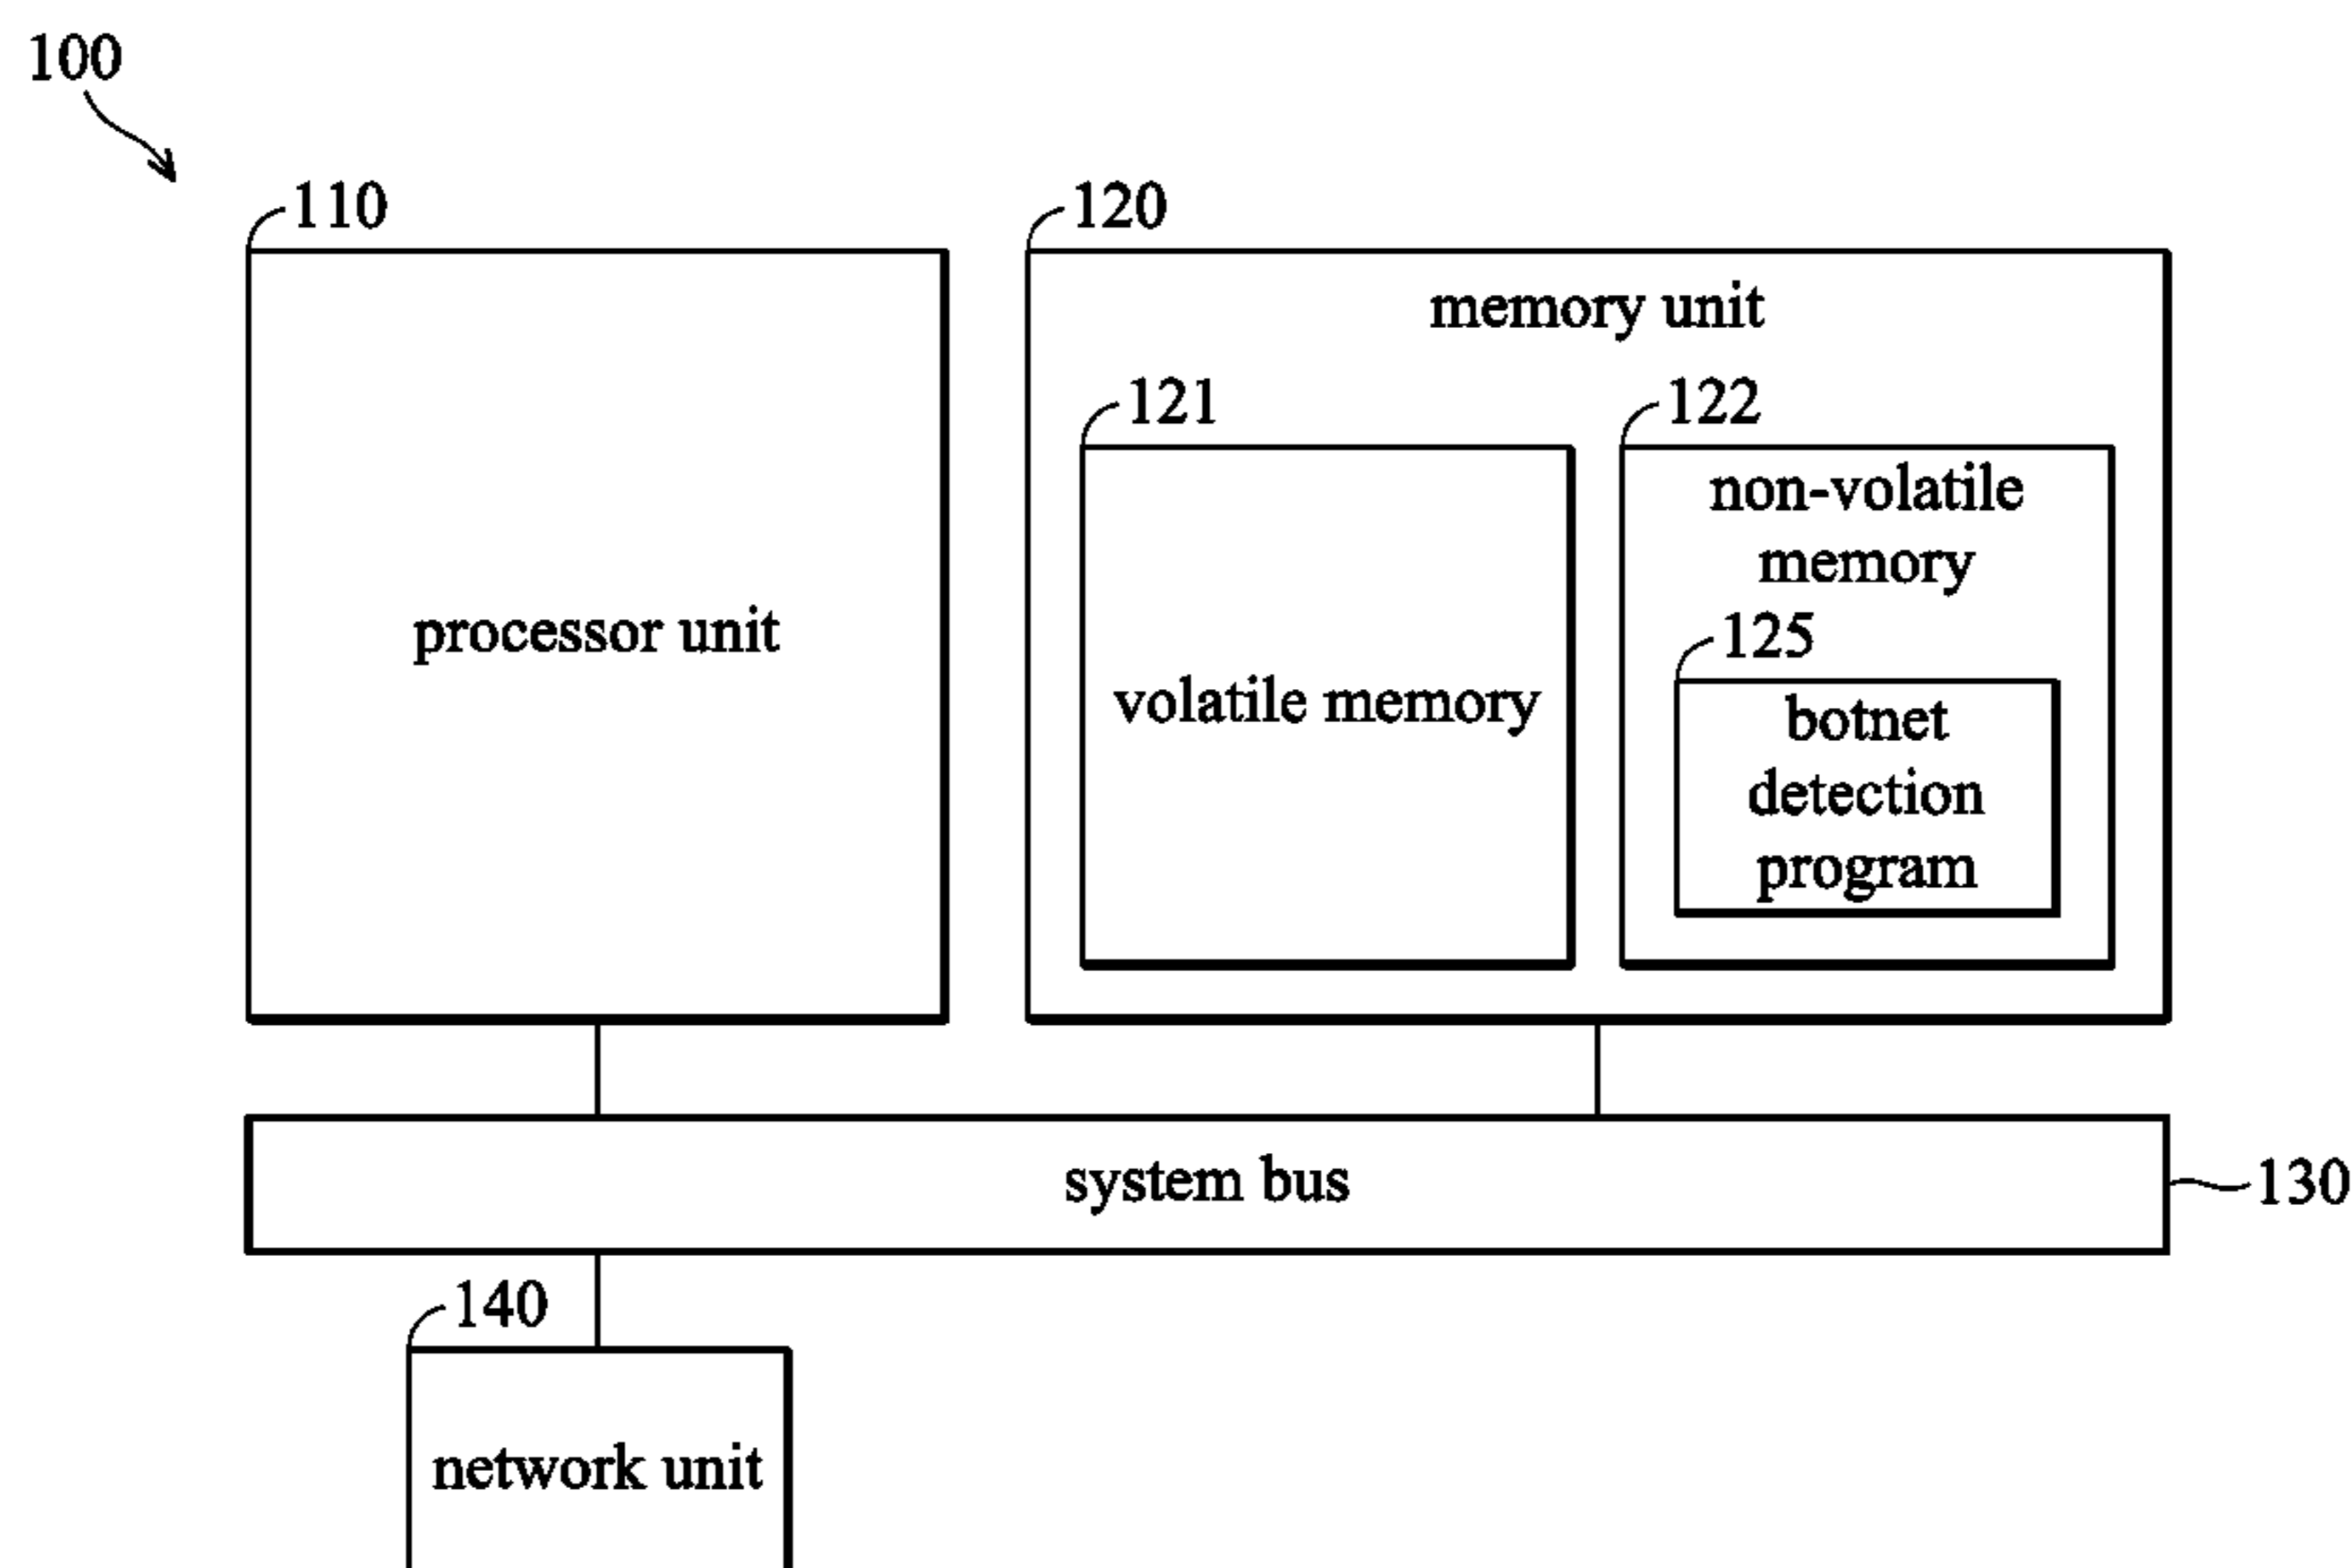 100
110
120
memory unit
121
122
processor unit
volatile memory
non-volatile
memory
125
botnet
detection
program
system bus
130
140
network unit